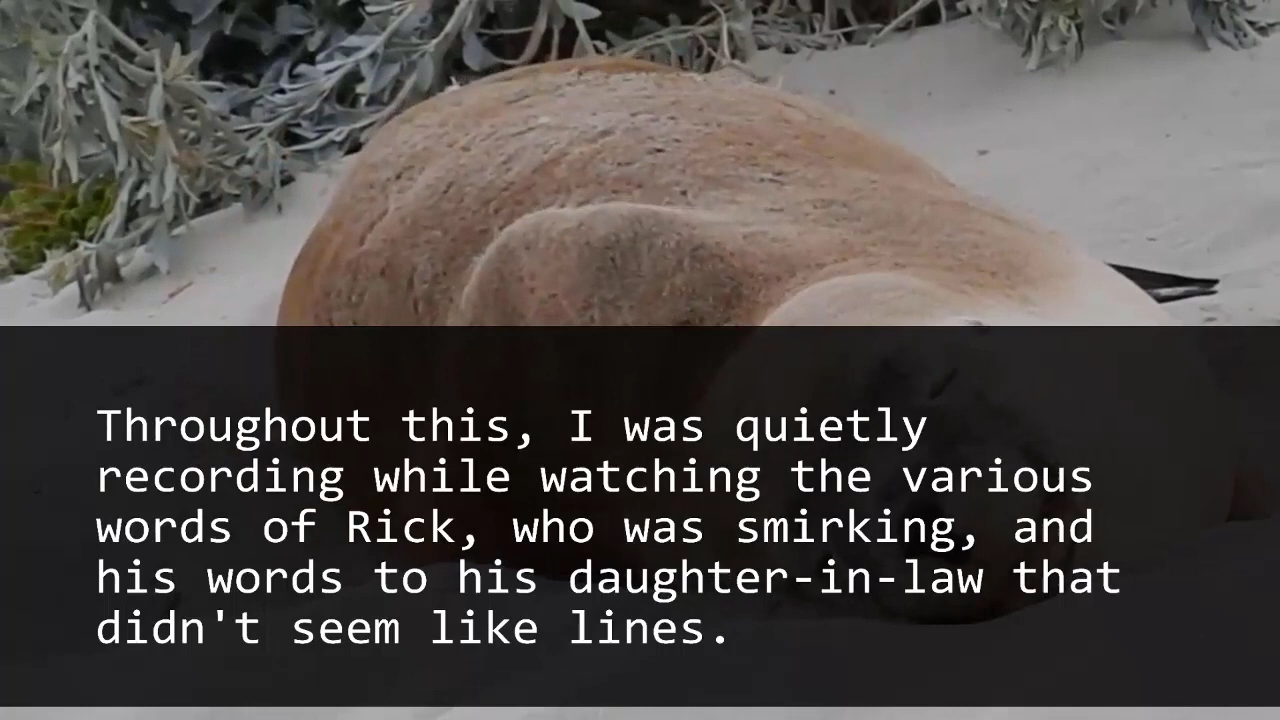 Throughout this, I was quietly
recording while watching the various
words of Rick, who was smirking, and
his words to his daughter-in-law that
didn't seem like lines.